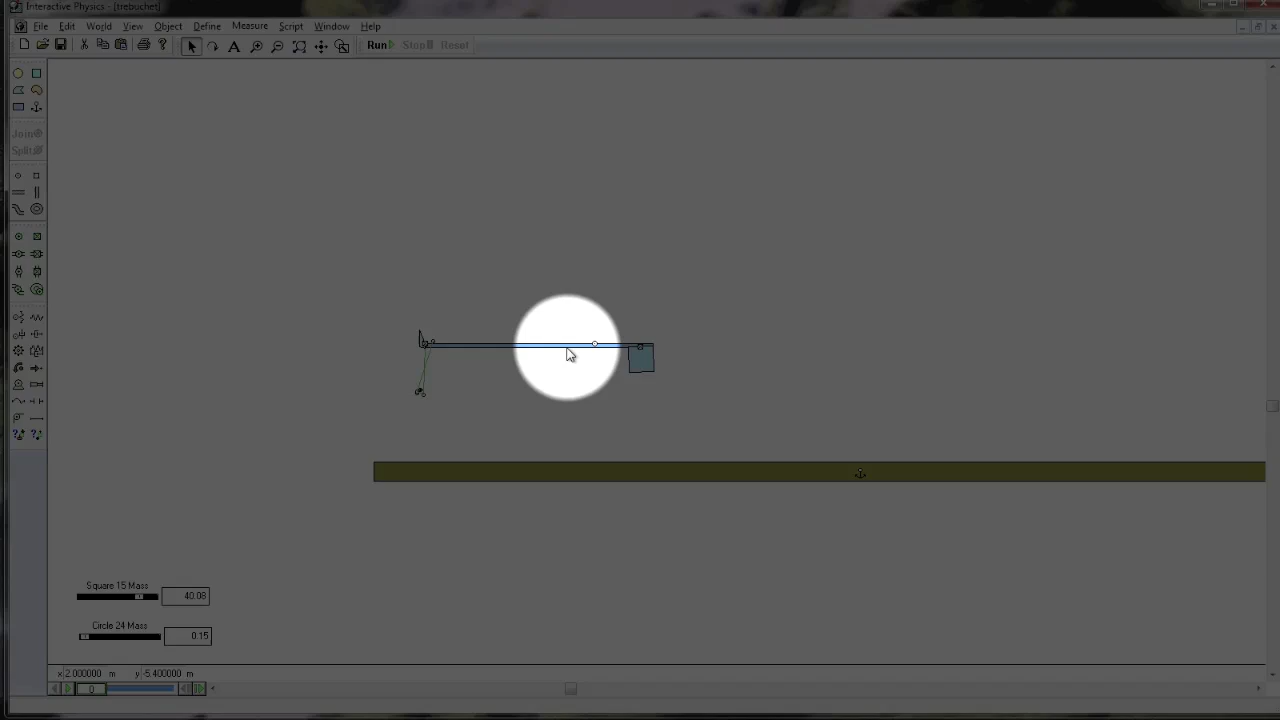 Interactive Physics - [trebuchet]
File Edit World View Object Define Measure Script Window Help
A ? Run Stop Reset
Join
Split
Square 15 Mass
40.08
Circle 24 Mass
0.15
x 2.000000 m y -5.400000 m
0